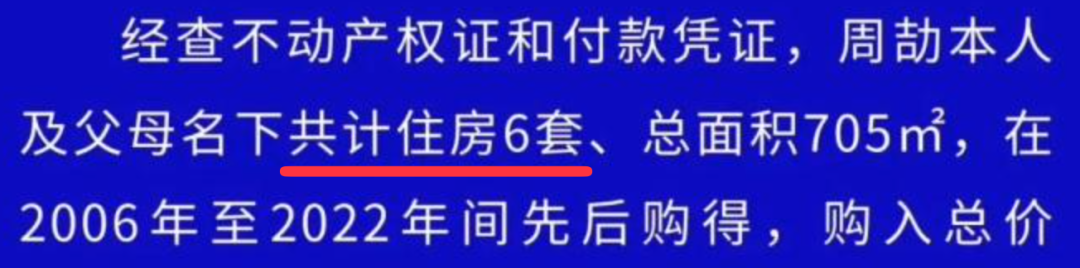 经查不动产权证和付款凭证，周劼本人
及父母名下共计住房6套、总面积705㎡，在
2006年至2022年间先后购得，购入总价